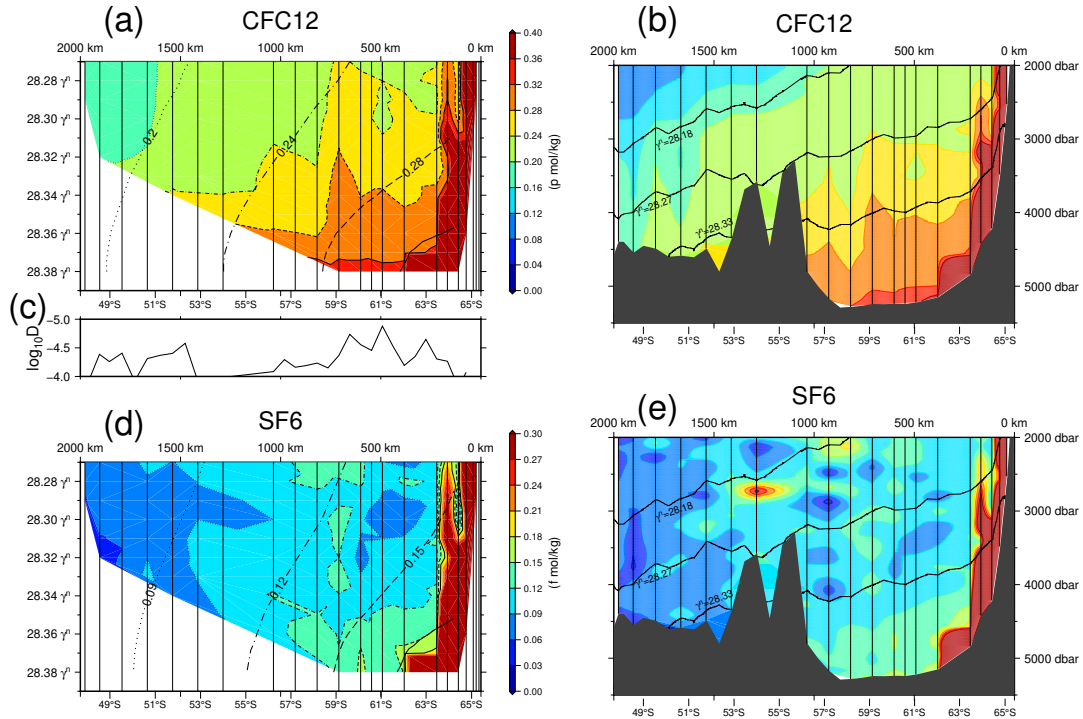 (a)
CFC12
2000 km 1500 km 1000 km 500 km 0 km
28.28 γⁿ
28.30 γⁿ
28.32 γⁿ
28.34 γⁿ
28.36 γⁿ
28.38 γⁿ
0.2
0.24
0.28
49°S 51°S 53°S 55°S 57°S 59°S 61°S 63°S 65°S
0.40
0.36
0.32
0.28
0.24
0.20
0.16
0.12
0.08
0.04
0.00
(p mol/kg)
(b)
CFC12
2000 km 1500 km 1000 km 500 km 0 km
2000 dbar
3000 dbar
4000 dbar
5000 dbar
γⁿ=28.18
γⁿ=28.27
γⁿ=28.33
49°S 51°S 53°S 55°S 57°S 59°S 61°S 63°S 65°S
(c)
log₁₀D
−5.0
−4.5
−4.0
(d)
SF6
2000 km 1500 km 1000 km 500 km 0 km
28.28 γⁿ
28.30 γⁿ
28.32 γⁿ
28.34 γⁿ
28.36 γⁿ
28.38 γⁿ
0.09
0.12
0.15
49°S 51°S 53°S 55°S 57°S 59°S 61°S 63°S 65°S
0.30
0.27
0.24
0.21
0.18
0.15
0.12
0.09
0.06
0.03
0.00
(f mol/kg)
(e)
SF6
2000 km 1500 km 1000 km 500 km 0 km
2000 dbar
3000 dbar
4000 dbar
5000 dbar
γⁿ=28.18
γⁿ=28.27
γⁿ=28.33
49°S 51°S 53°S 55°S 57°S 59°S 61°S 63°S 65°S